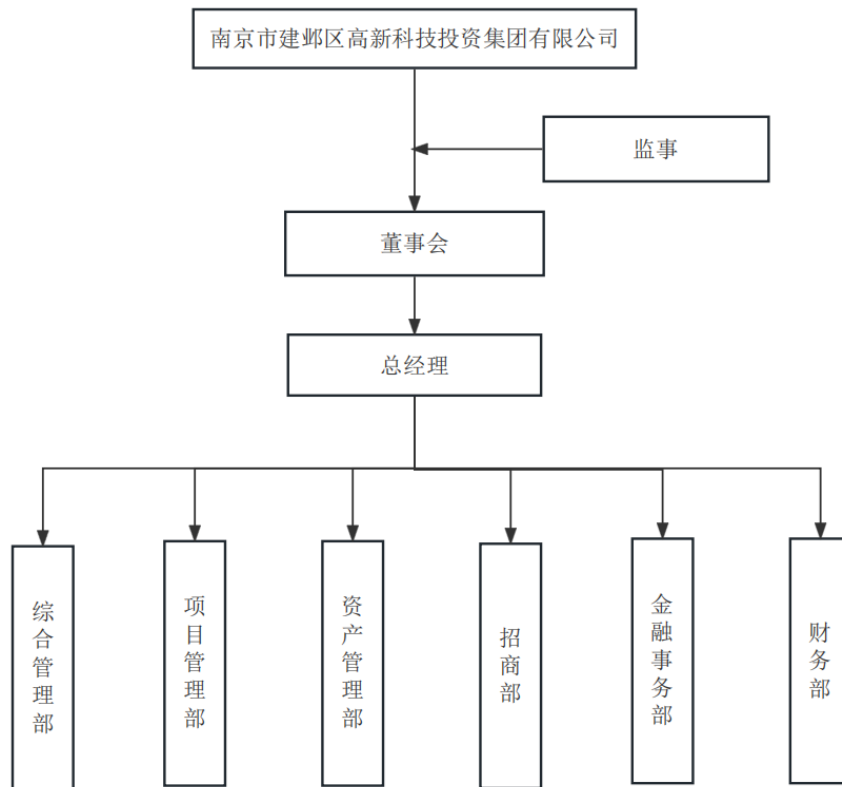 南京市建邺区高新科技投资集团有限公司
监事
董事会
总经理
综合管理部
项目管理部
资产管理部
招商部
金融事务部
财务部